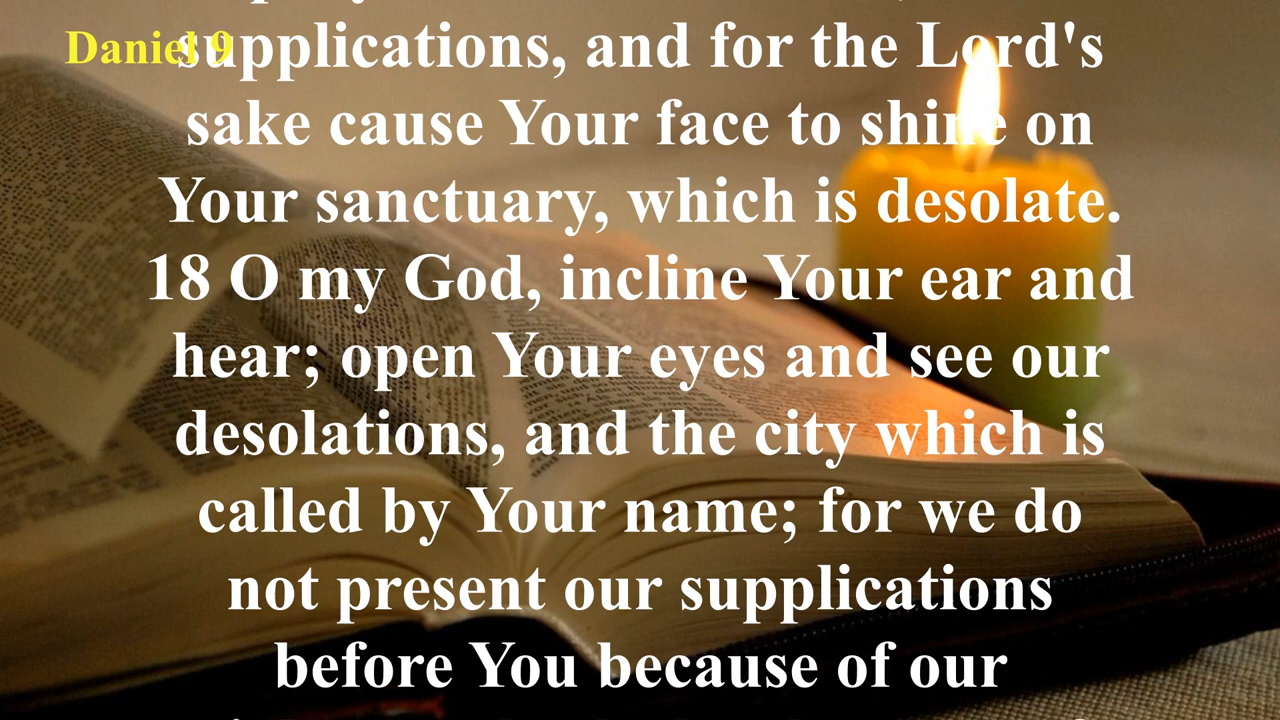 Daniel 9
supplications, and for the Lord's
sake cause Your face to shine on
Your sanctuary, which is desolate.
18 O my God, incline Your ear and
hear; open Your eyes and see our
desolations, and the city which is
called by Your name; for we do
not present our supplications
before You because of our